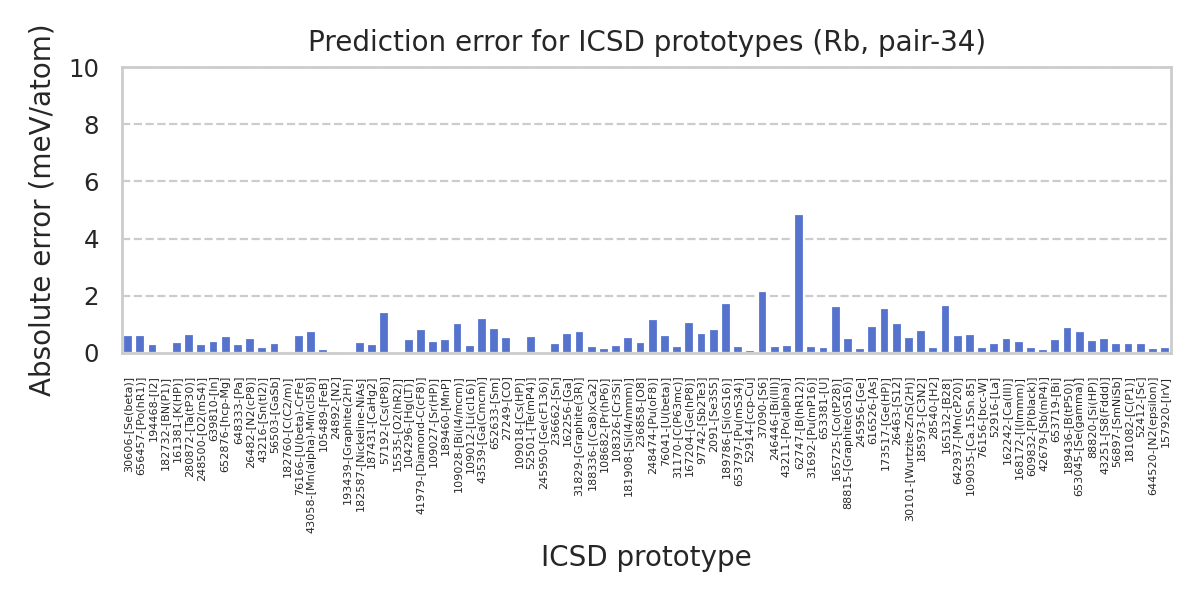 Prediction error for ICSD prototypes (Rb, pair-34)
Absolute error (meV/atom)
10
8
6
4
2
0
30606-[Se(beta)]
656457-[Po(hR1)]
194468-[I2]
182732-[BN(P1)]
161381-[K(HP)]
280872-[Ta(tP30)]
248500-[O2(mS4)]
639810-[In]
652876-[hcp-Mg]
64833-[Pa]
26482-[N2(cP8)]
43216-[Sn(tI2)]
56503-[GaSb]
182760-[C(C2/m)]
76166-[U(beta)-CrFe]
43058-[Mn(alpha)-Mn(cI58)]
105489-[FeB]
24892-[N2]
193439-[Graphite(2H)]
182587-[Nickeline-NiAs]
187431-[CaHg2]
57192-[Cs(tP8)]
15535-[O2(hR2)]
104296-[Hg(LT)]
41979-[Diamond-C(cF8)]
109027-[Sr(HP)]
189460-[MnP]
109028-[Bi(I4/mcm)]
109012-[Li(cI16)]
43539-[Ga(Cmcm)]
652633-[Sm]
27249-[CO]
109018-[Cs(HP)]
52501-[Te(mP4)]
245950-[Ge(cF136)]
236662-[Sn]
162256-[Ga]
31829-[Graphite(3R)]
188336-[(Ca8)xCa2]
108682-[Pr(hP6)]
108326-[Cr3Si]
181908-[Si(I4/mmm)]
236858-[O8]
248474-[Pu(oF8)]
76041-[U(beta)]
31170-[C(P63mc)]
167204-[Ge(hP8)]
97742-[Sb2Te3]
2091-[Se3S5]
189786-[Si(oS16)]
653797-[Pu(mS34)]
52914-[ccp-Cu]
37090-[S6]
246446-[Bi(III)]
43211-[Po(alpha)]
62747-[B(hR12)]
31692-[Pu(mP16)]
653381-[U]
165725-[Co(tP28)]
88815-[Graphite(oS16)]
245956-[Ge]
616526-[As]
173517-[Ge(HP)]
26463-[S12]
30101-[Wurtzite-ZnS(2H)]
185973-[C3N2]
28540-[H2]
165132-[B28]
642937-[Mn(cP20)]
109035-[Ca.15Sn.85]
76156-[bcc-W]
52916-[La]
162242-[Ca(III)]
168172-[I(Immm)]
609832-[P(black)]
42679-[Sb(mP4)]
653719-[Bi]
189436-[B(tP50)]
653045-[Se(gamma)]
88820-[Si(HP)]
43251-[S8(Fddd)]
56897-[SmNiSb]
181082-[C(P1)]
52412-[Sc]
644520-[N2(epsilon)]
157920-[IrV]
ICSD prototype